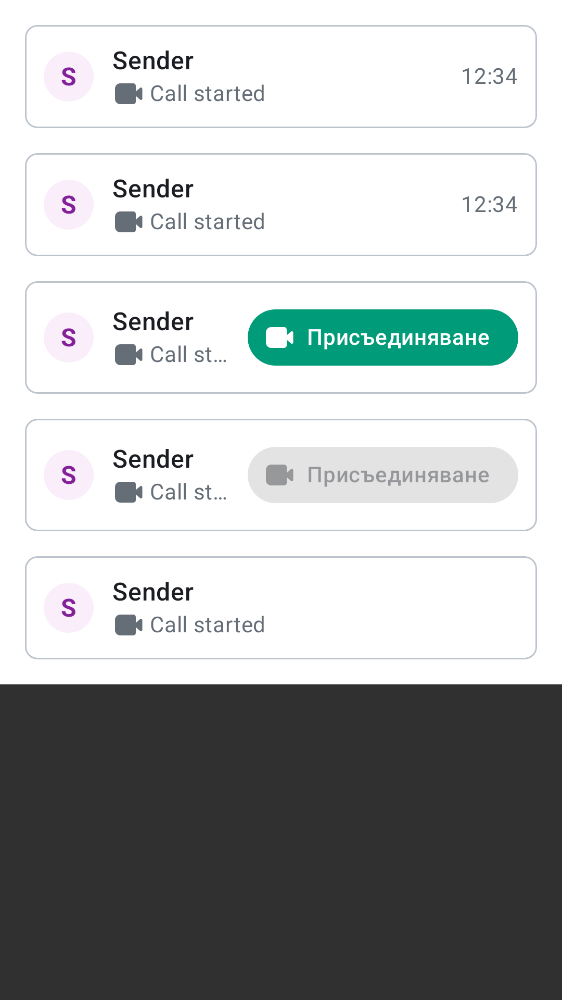 S
Sender
Call started
12:34
S
Sender
Call started
12:34
S
Sender
Call st…
Присъединяване
S
Sender
Call st…
Присъединяване
S
Sender
Call started